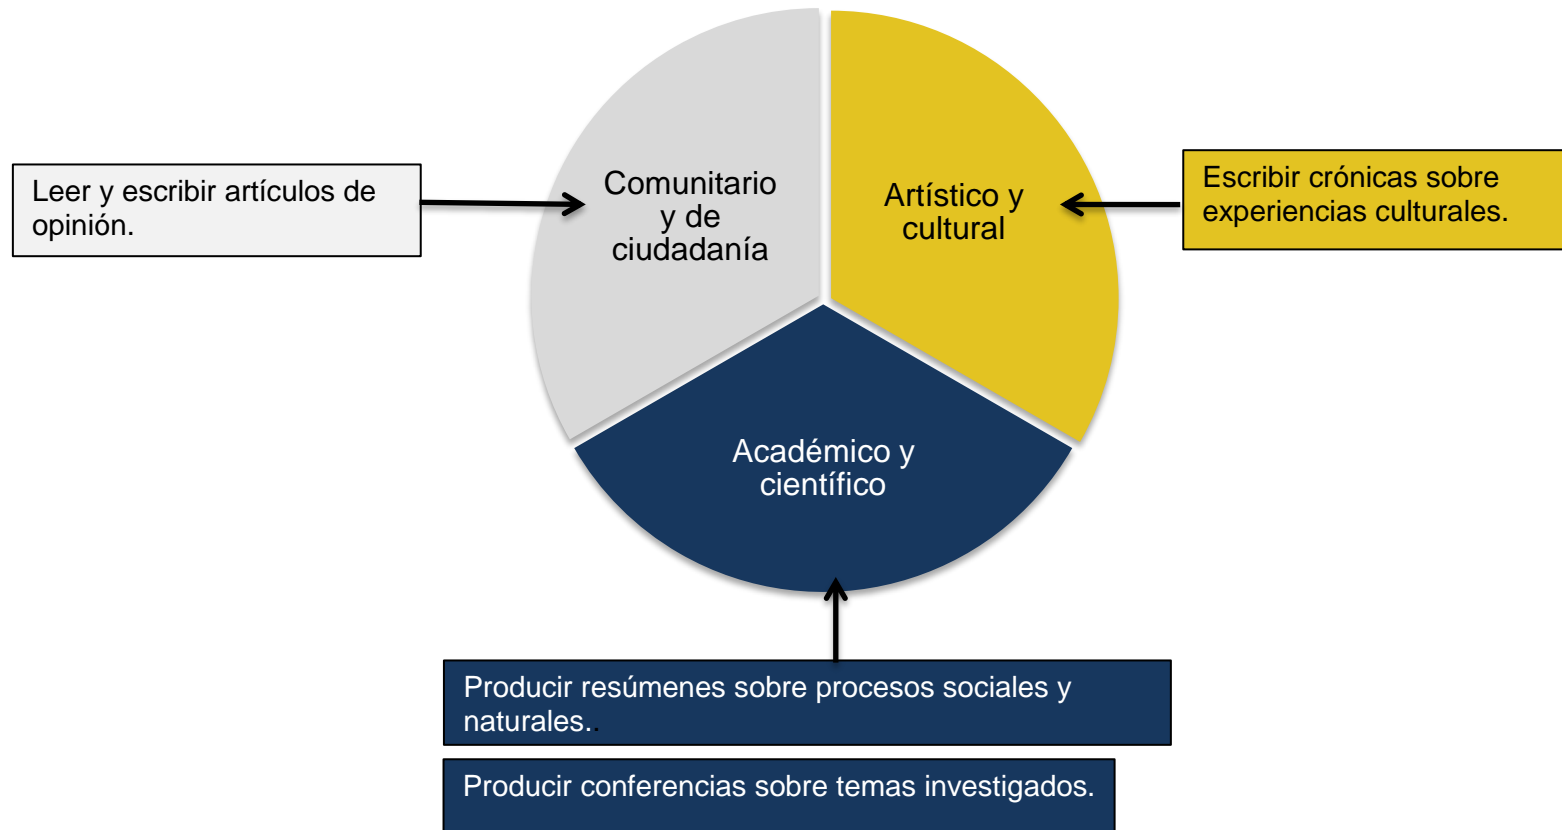 Leer y escribir artículos de
opinión.
Comunitario
y de
ciudadanía
Artístico y
cultural
Escribir crónicas sobre
experiencias culturales.
Académico y
científico
Producir resúmenes sobre procesos sociales y
naturales..
Producir conferencias sobre temas investigados.